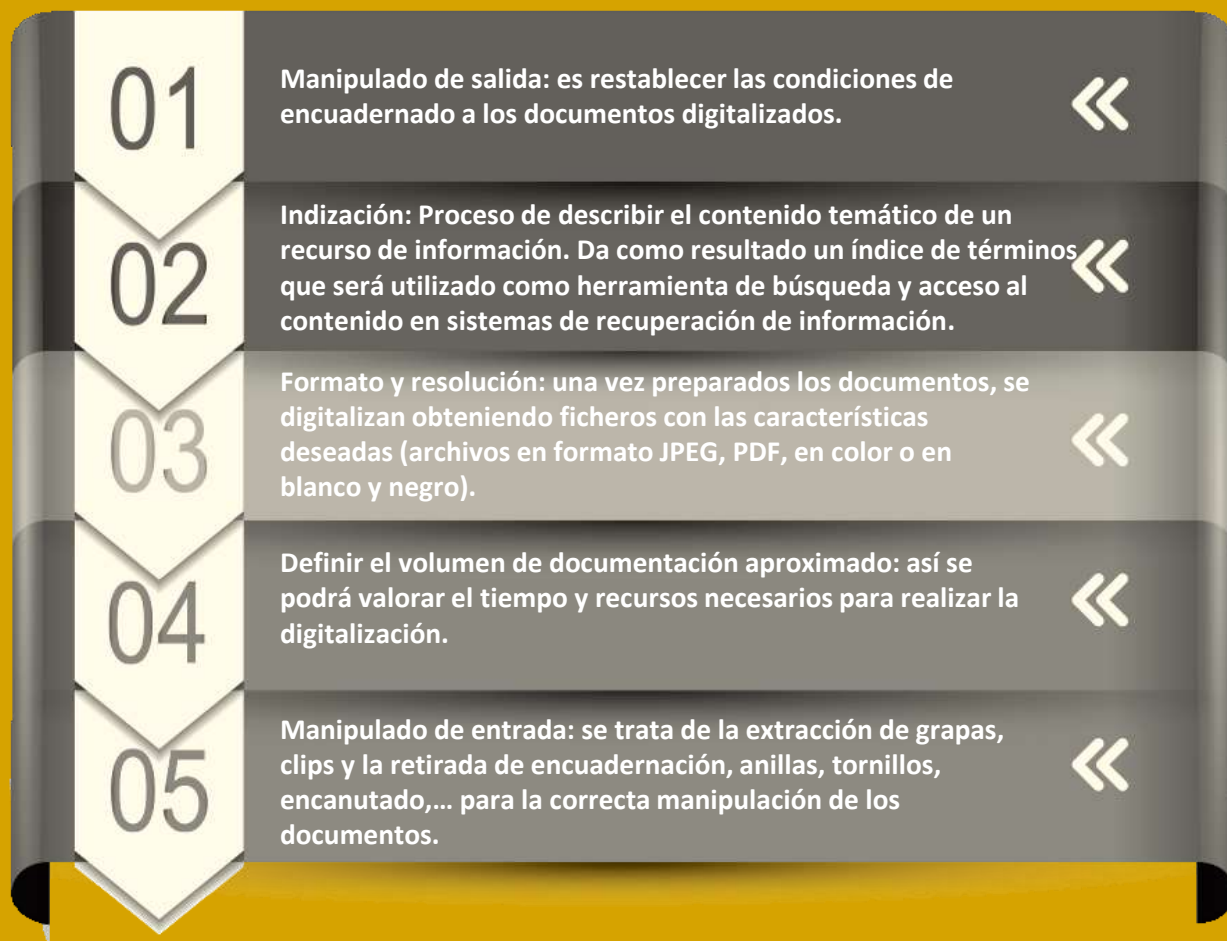 01
Manipulado de salida: es restablecer las condiciones de
encuadernado a los documentos digitalizados.
02
Indización: Proceso de describir el contenido temático de un
recurso de información. Da como resultado un índice de términos
que será utilizado como herramienta de búsqueda y acceso al
contenido en sistemas de recuperación de información.
03
Formato y resolución: una vez preparados los documentos, se
digitalizan obteniendo ficheros con las características
deseadas (archivos en formato JPEG, PDF, en color o en
blanco y negro).
04
Definir el volumen de documentación aproximado: así se
podrá valorar el tiempo y recursos necesarios para realizar la
digitalización.
05
Manipulado de entrada: se trata de la extracción de grapas,
clips y la retirada de encuadernación, anillas, tornillos,
encanutado,… para la correcta manipulación de los
documentos.